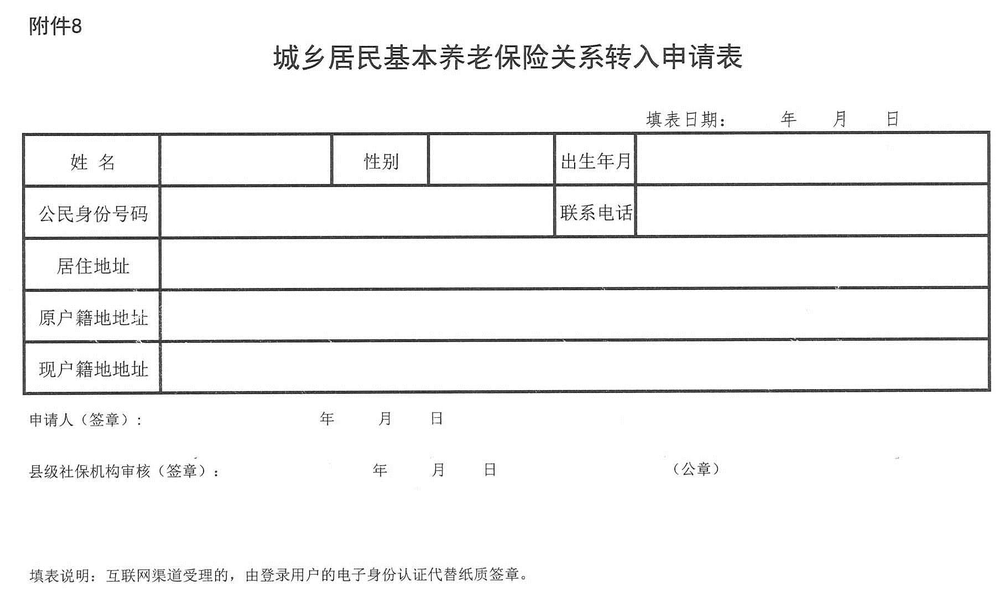 附件8
城乡居民基本养老保险关系转入申请表
填表日期: 年 月 日
姓 名 性别 出生年月
公民身份号码 联系电话
居住地址
原户籍地地址
现户籍地地址
申请人（签章）: 年 月 日
县级社保机构审核（签章）: 年 月 日 （公章）
填表说明: 互联网渠道受理的，由登录用户的电子身份认证代替纸质签章。